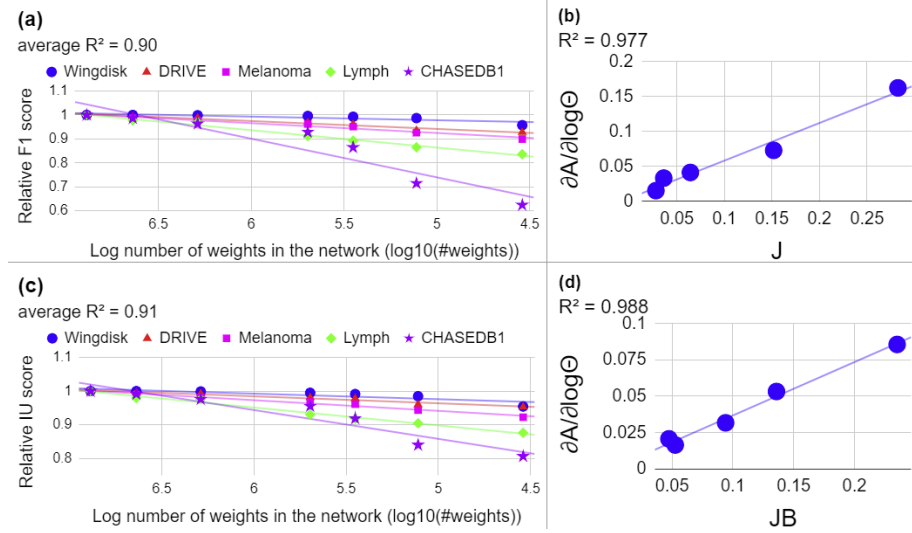 (a)
average R² = 0.90
Wingdisk DRIVE Melanoma Lymph CHASEDB1
Relative F1 score
1.1
1
0.9
0.8
0.7
0.6
6.5 6 5.5 5 4.5
Log number of weights in the network (log10(#weights))
(b)
R² = 0.977
∂A/∂logΘ
0.2
0.15
0.1
0.05
0
0.05 0.1 0.15 0.2 0.25
J
(c)
average R² = 0.91
Wingdisk DRIVE Melanoma Lymph CHASEDB1
Relative IU score
1.1
1
0.9
0.8
6.5 6 5.5 5 4.5
Log number of weights in the network (log10(#weights))
(d)
R² = 0.988
∂A/∂logΘ
0.1
0.075
0.05
0.025
0
0.05 0.1 0.15 0.2
JB